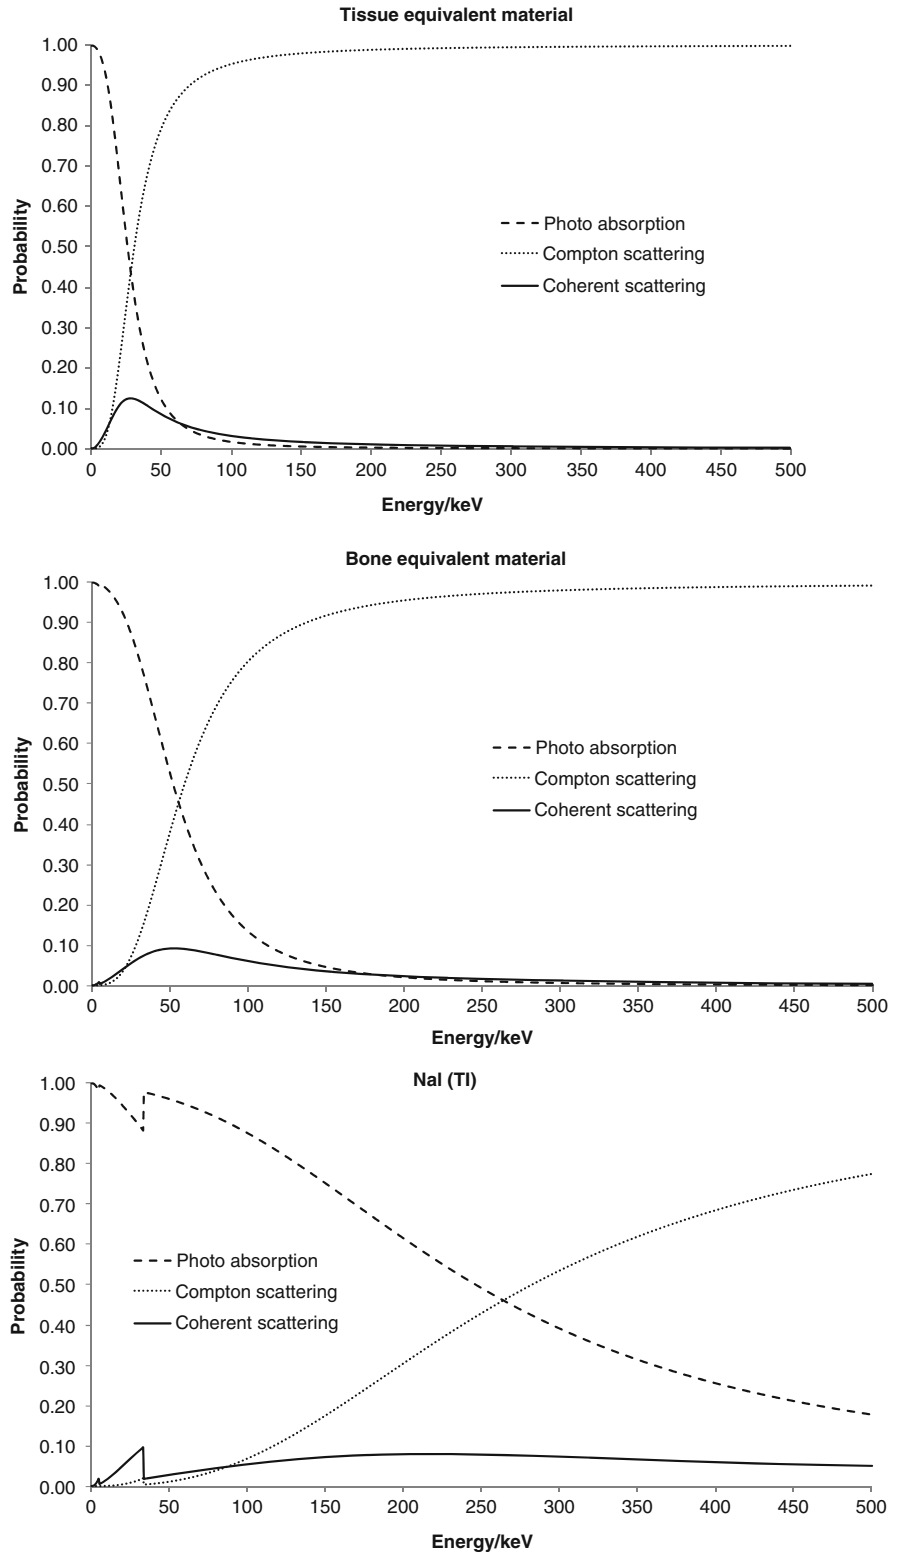 Tissue equivalent material
1.00
0.90
0.80
0.70
0.60
0.50
0.40
0.30
0.20
0.10
0.00
Probability
Photo absorption
Compton scattering
Coherent scattering
0 50 100 150 200 250 300 350 400 450 500
Energy/keV
Bone equivalent material
1.00
0.90
0.80
0.70
0.60
0.50
0.40
0.30
0.20
0.10
0.00
Probability
Photo absorption
Compton scattering
Coherent scattering
0 50 100 150 200 250 300 350 400 450 500
Energy/keV
NaI (TI)
1.00
0.90
0.80
0.70
0.60
0.50
0.40
0.30
0.20
0.10
0.00
Probability
Photo absorption
Compton scattering
Coherent scattering
0 50 100 150 200 250 300 350 400 450 500
Energy/keV